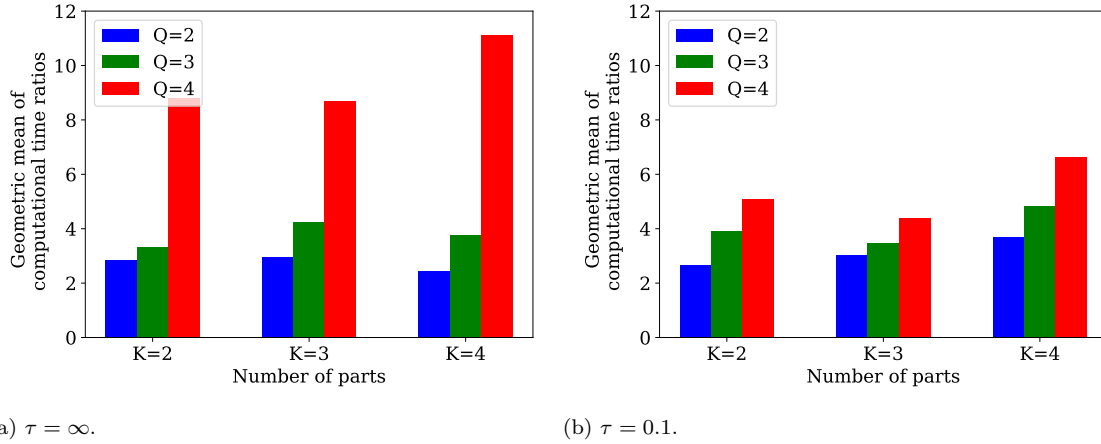 Geometric mean of
computational time ratios
12
10
8
6
4
2
0
Q=2
Q=3
Q=4
K=2
K=3
K=4
Number of parts
a) τ = ∞.
Geometric mean of
computational time ratios
12
10
8
6
4
2
0
Q=2
Q=3
Q=4
K=2
K=3
K=4
Number of parts
(b) τ = 0.1.